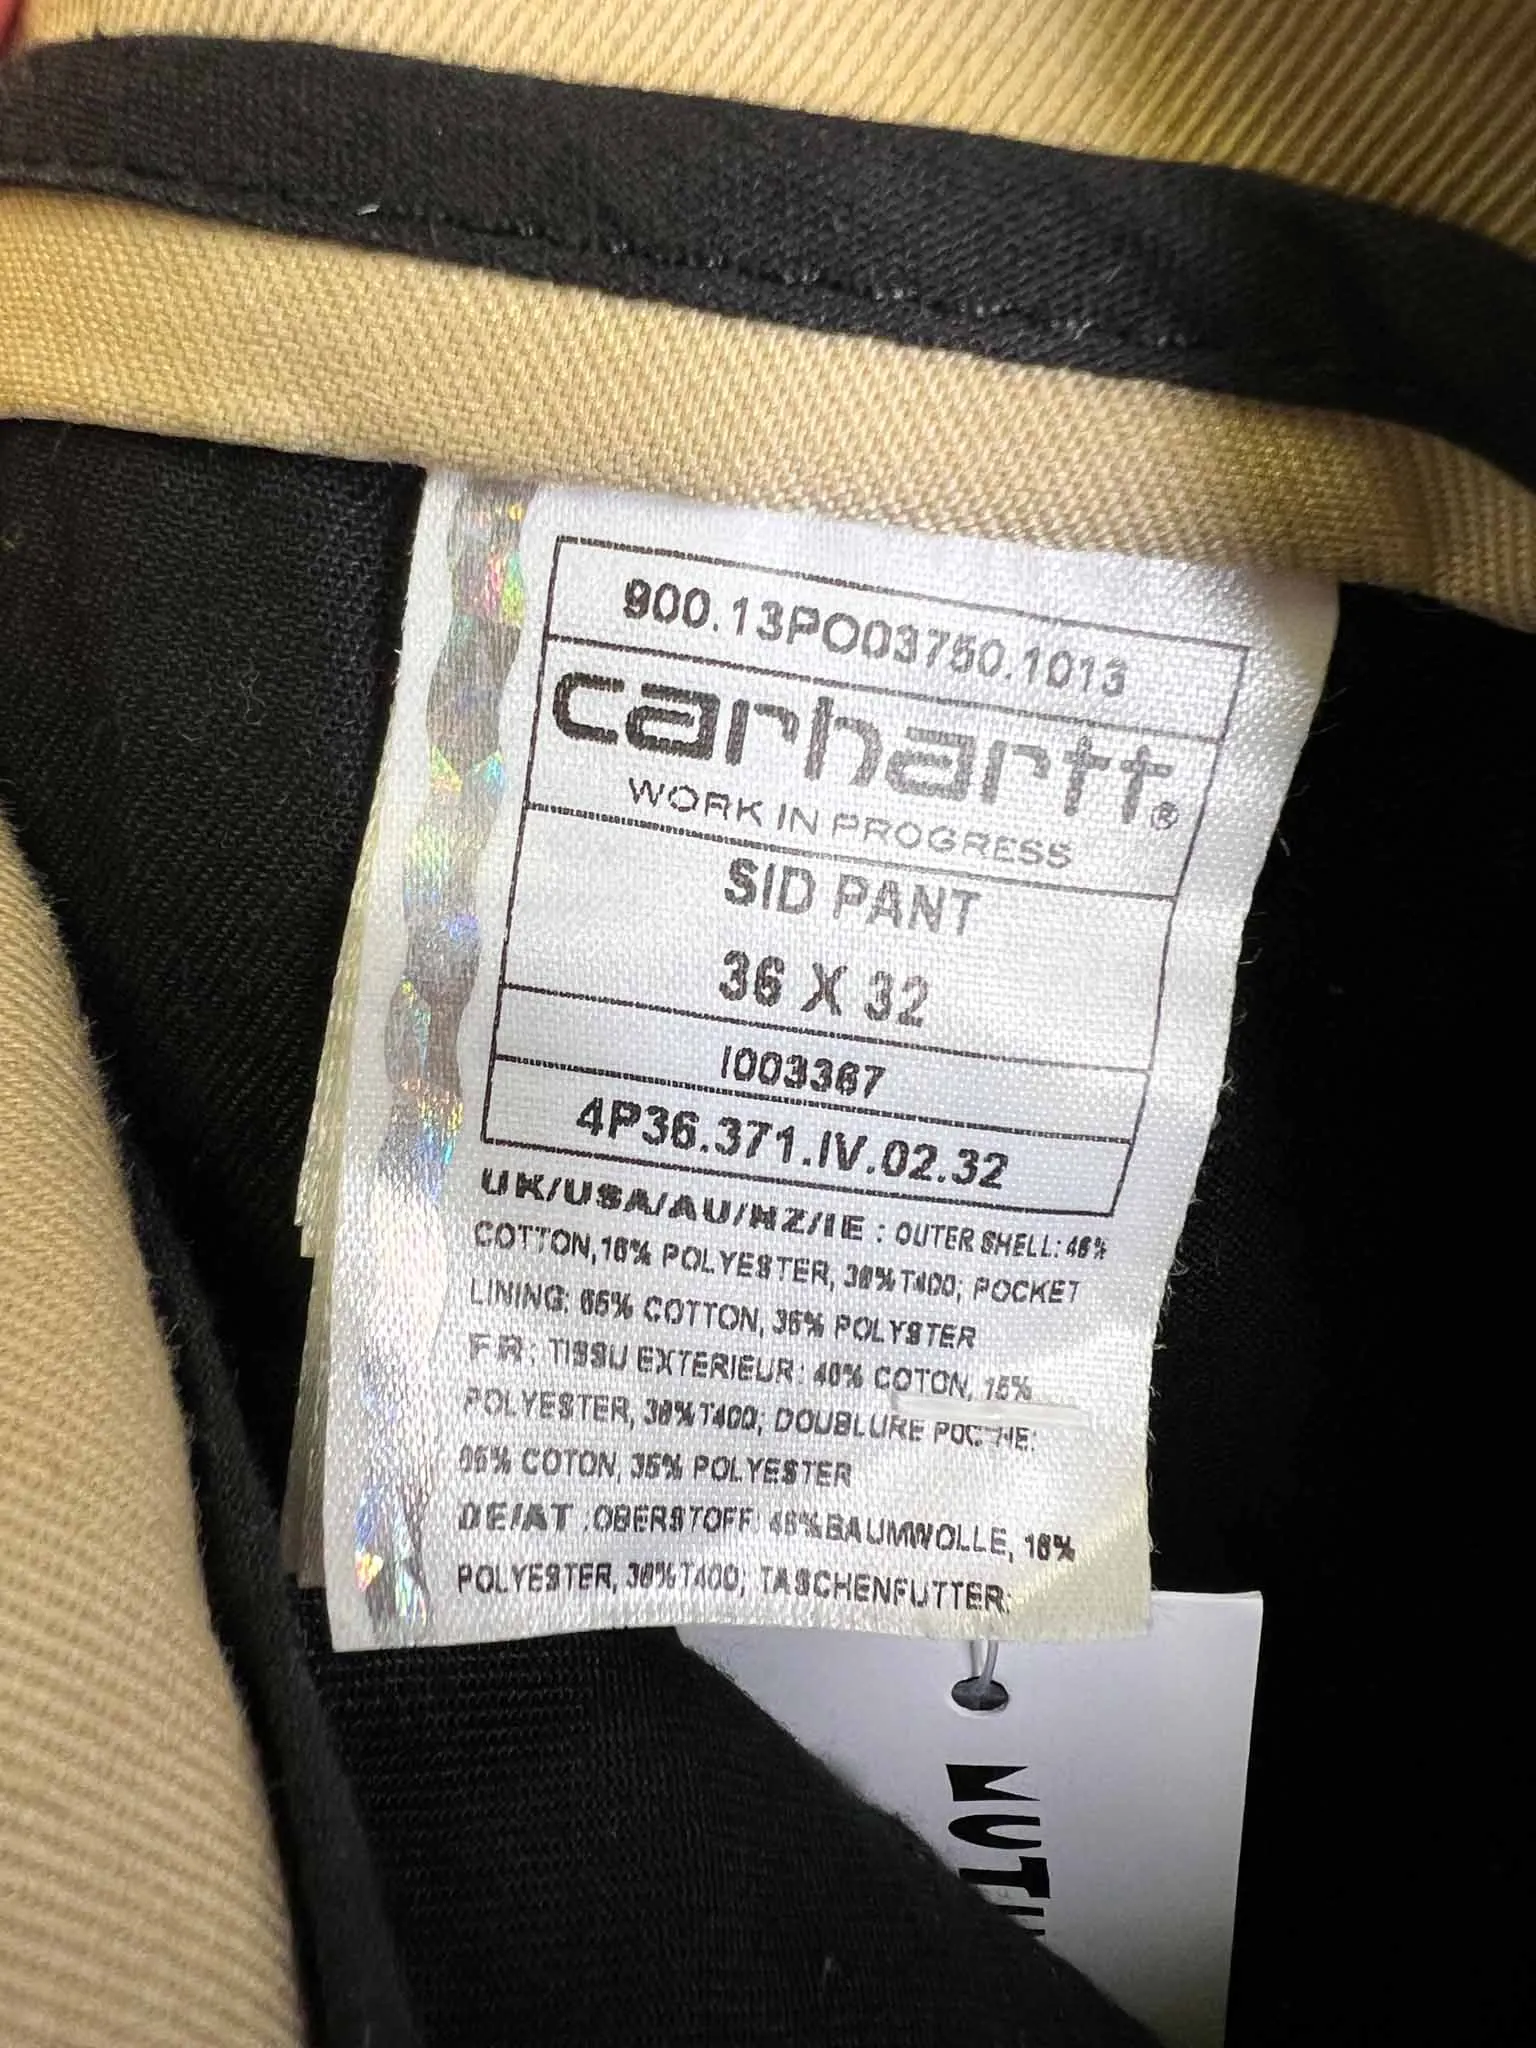 900.13PO03750.1013
carhartt®
WORK IN PROGRESS
SID PANT
36 X 32
I003367
4P36.371.IV.02.32
UK/USA/AU/NZ/IE : OUTER SHELL: 46%
COTTON, 16% POLYESTER, 38% T400; POCKET
LINING: 65% COTTON, 35% POLYSTER
FR: TISSU EXTERIEUR: 46% COTON, 16%
POLYESTER, 38% T400; DOUBLURE POCHE:
65% COTON, 35% POLYESTER
DE/AT :OBERSTOFF: 46% BAUMWOLLE, 16%
POLYESTER, 38% T400; TASCHENFUTTER: